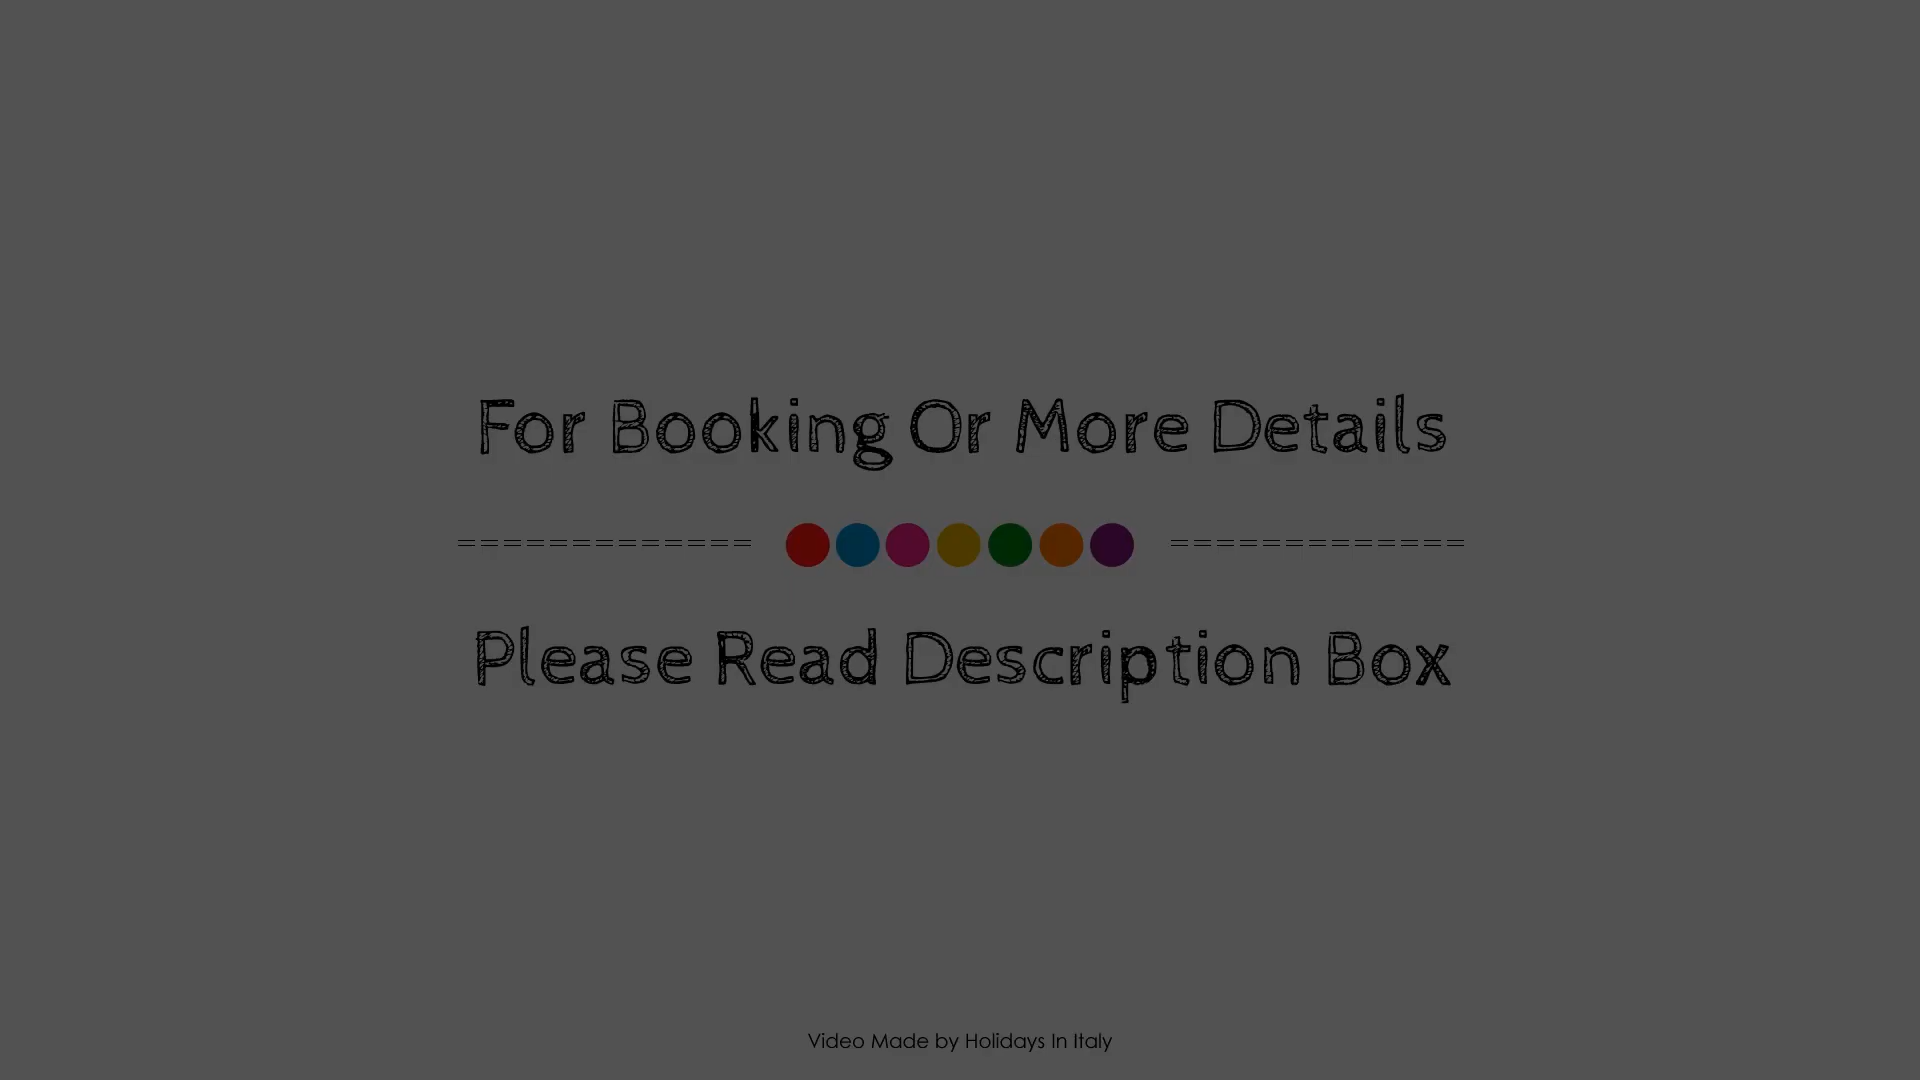 For Booking Or More Details
============= =============
Please Read Description Box
Video Made by Holidays In Italy